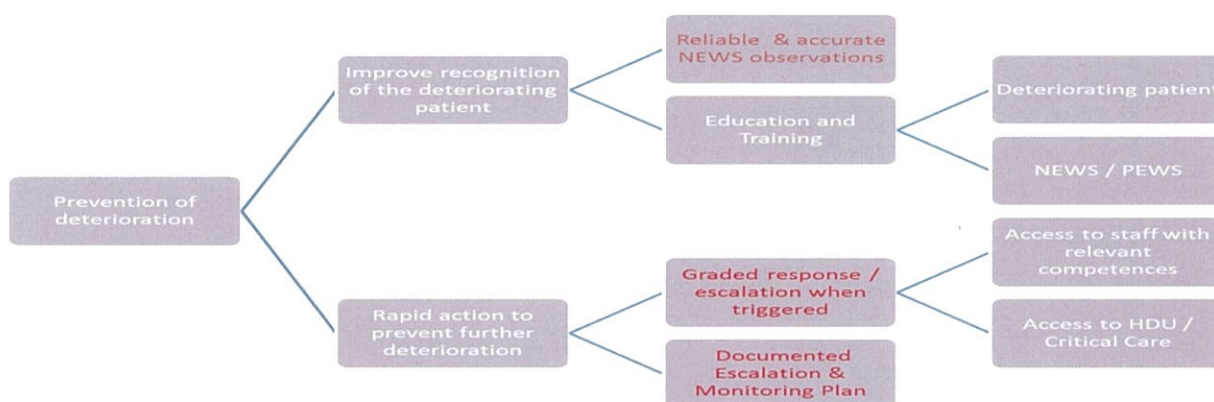 Prevention of
deterioration
Improve recognition
of the deteriorating
patient
Rapid action to
prevent further
deterioration
Reliable & accurate
NEWS observations
Education and
Training
Graded response /
escalation when
triggered
Documented
Escalation &
Monitoring Plan
Deteriorating patient
NEWS / PEWS
Access to staff with
relevant
competences
Access to HDU /
Critical Care